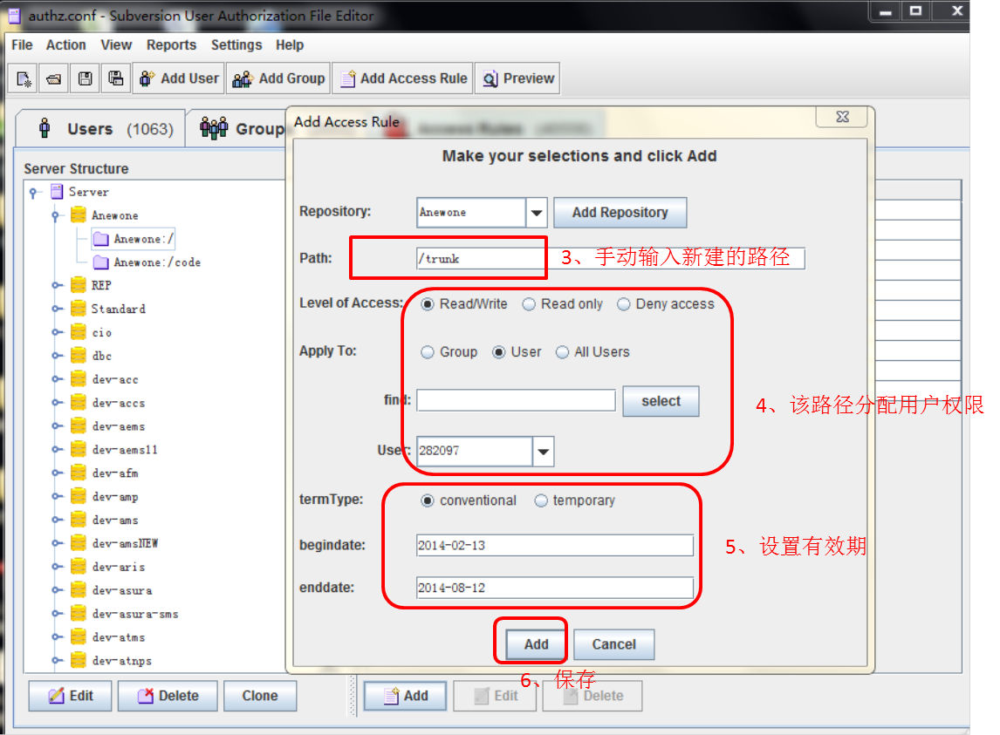 authz.conf - Subversion User Authorization File Editor
File Action View Reports Settings Help
Add User Add Group Add Access Rule Preview
Users (1063) Group
Add Access Rule
Make your selections and click Add
Server Structure
Server
Anewone
Anewone:/
Anewone:/code
REP
Standard
cio
dbc
dev-acc
dev-accs
dev-aems
dev-aems11
dev-afm
dev-amp
dev-ams
dev-amsNEW
dev-aris
dev-asura
dev-asura-sms
dev-atms
dev-atnps
Repository: Anewone Add Repository
Path: /trunk 3、手动输入新建的路径
Level of Access: Read/Write Read only Deny access
Apply To: Group User All Users
find: select
4、该路径分配用户权限
User: 282097
termType: conventional temporary
begindate: 2014-02-13
5、设置有效期
enddate: 2014-08-12
Add Cancel
6、保存
Edit Delete Clone Add Edit Delete